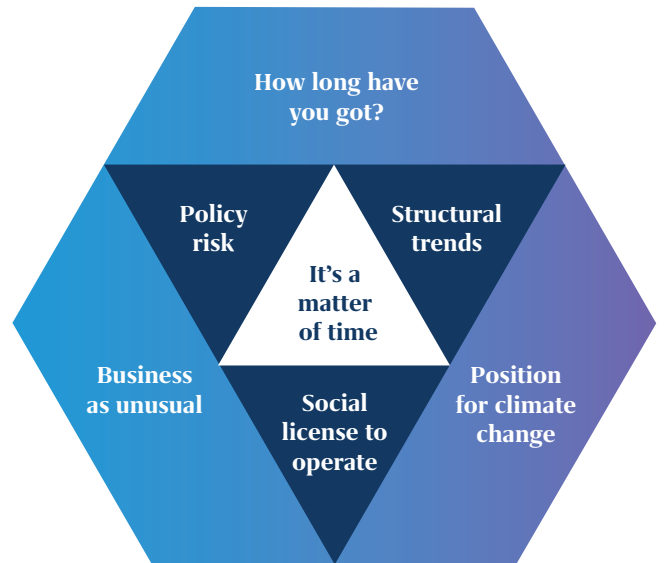 How long have
you got?
Policy
risk
Structural
trends
It’s a
matter
of time
Business
as unusual
Social
license to
operate
Position
for climate
change